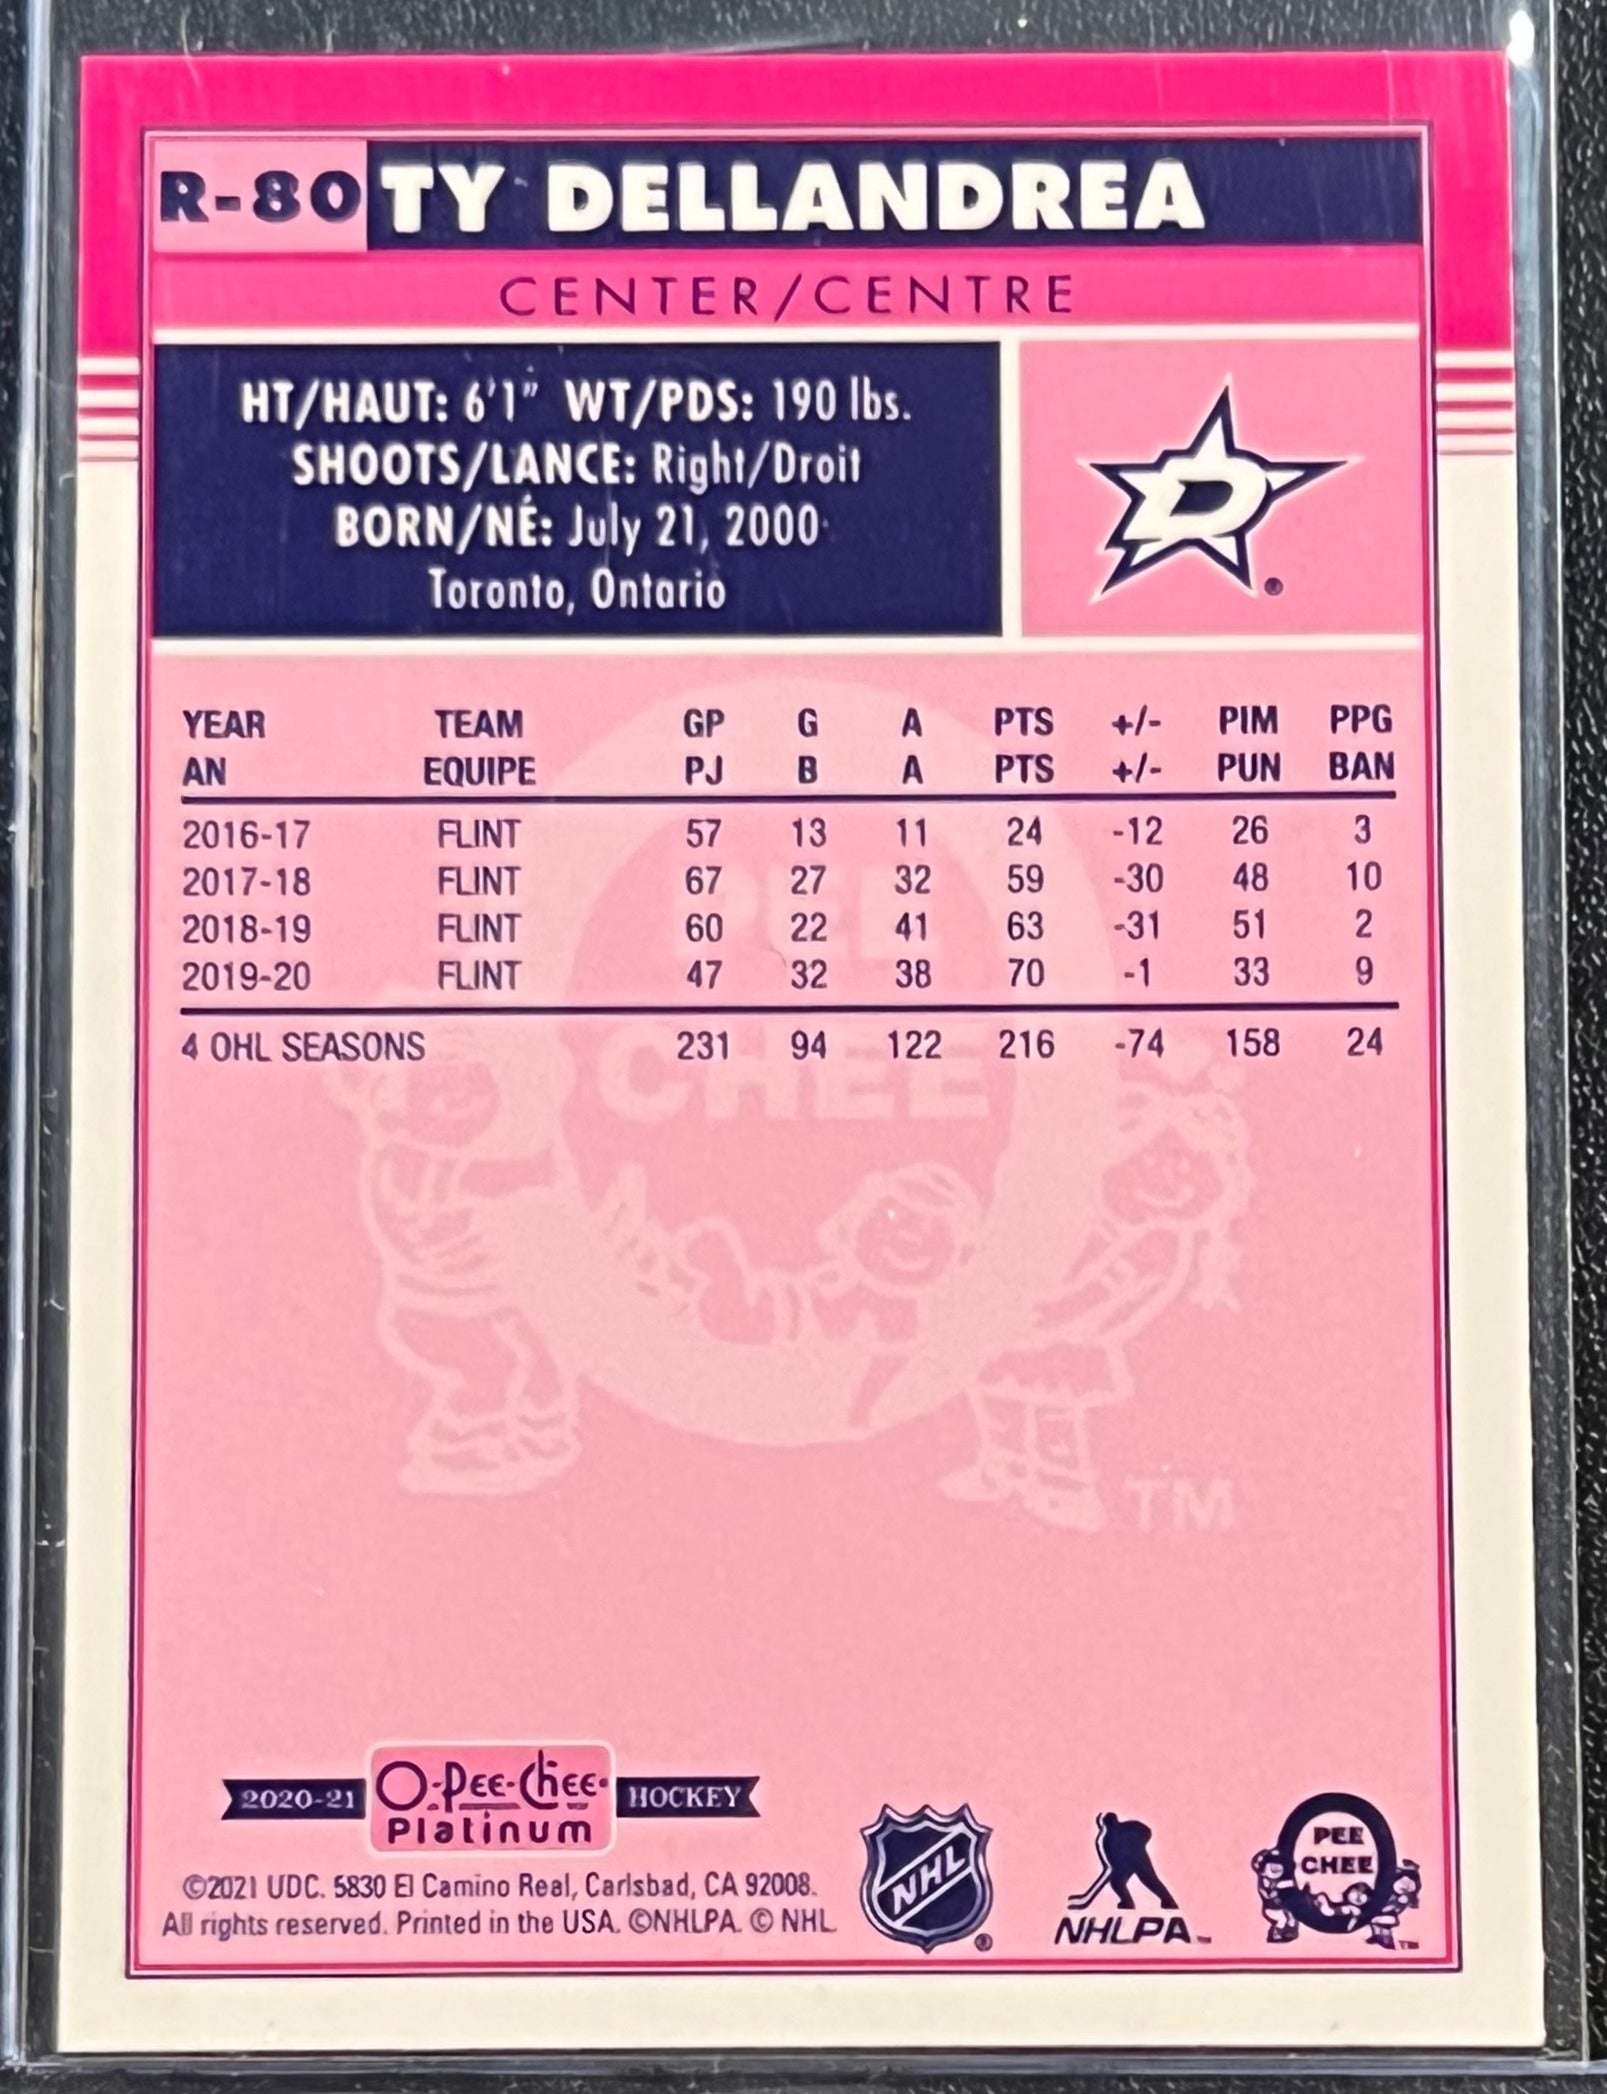 R-80 TY DELLANDREA
CENTER/CENTRE
HT/HAUT: 6'1" WT/PDS: 190 lbs.
SHOOTS/LANCE: Right/Droit
BORN/NÉ: July 21, 2000
Toronto, Ontario
D
YEAR TEAM GP G A PTS +/- PIM PPG
AN EQUIPE PJ B A PTS +/- PUN BAN
2016-17 FLINT 57 13 11 24 -12 26 3
2017-18 FLINT 67 27 32 59 -30 48 10
2018-19 FLINT 60 22 41 63 -31 51 2
2019-20 FLINT 47 32 38 70 -1 33 9
4 OHL SEASONS 231 94 122 216 -74 158 24
PEE
CHEE
TM
2020-21 O-Pee-Chee HOCKEY
Platinum
©2021 UDC. 5830 El Camino Real, Carlsbad, CA 92008.
All rights reserved. Printed in the USA. ©NHLPA. © NHL
NHL
NHLPA™
PEE
CHEE
TM